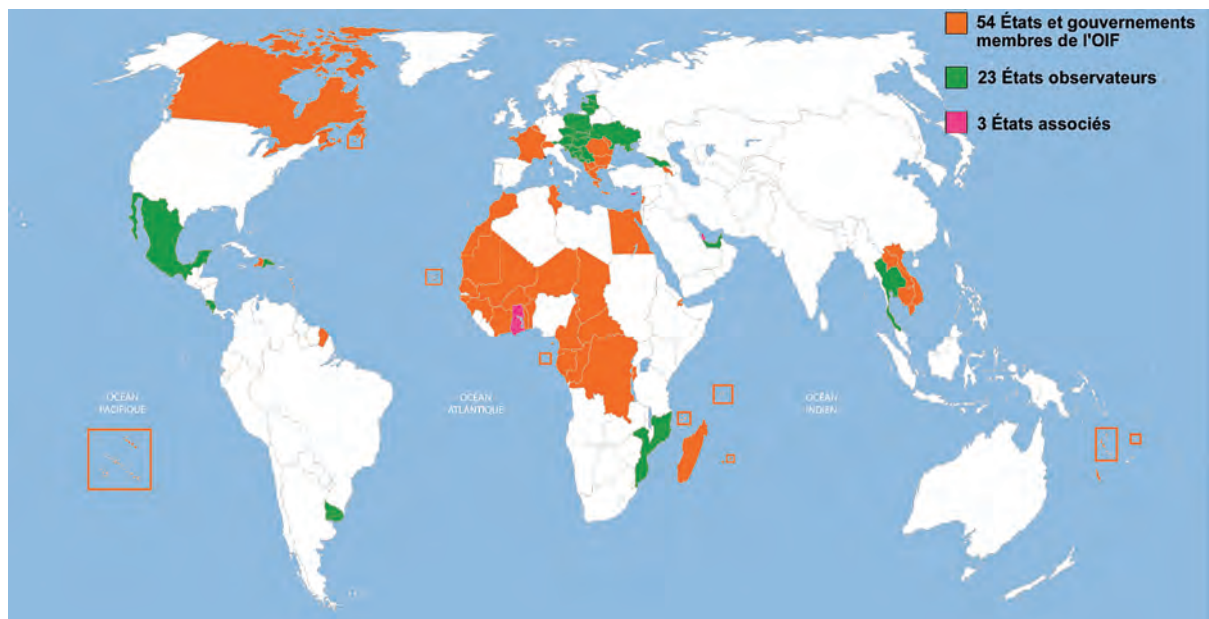 54 États et gouvernements
membres de l'OIF
23 États observateurs
3 États associés
OCÉAN
PACIFIQUE
OCÉAN
ATLANTIQUE
OCÉAN
INDIEN